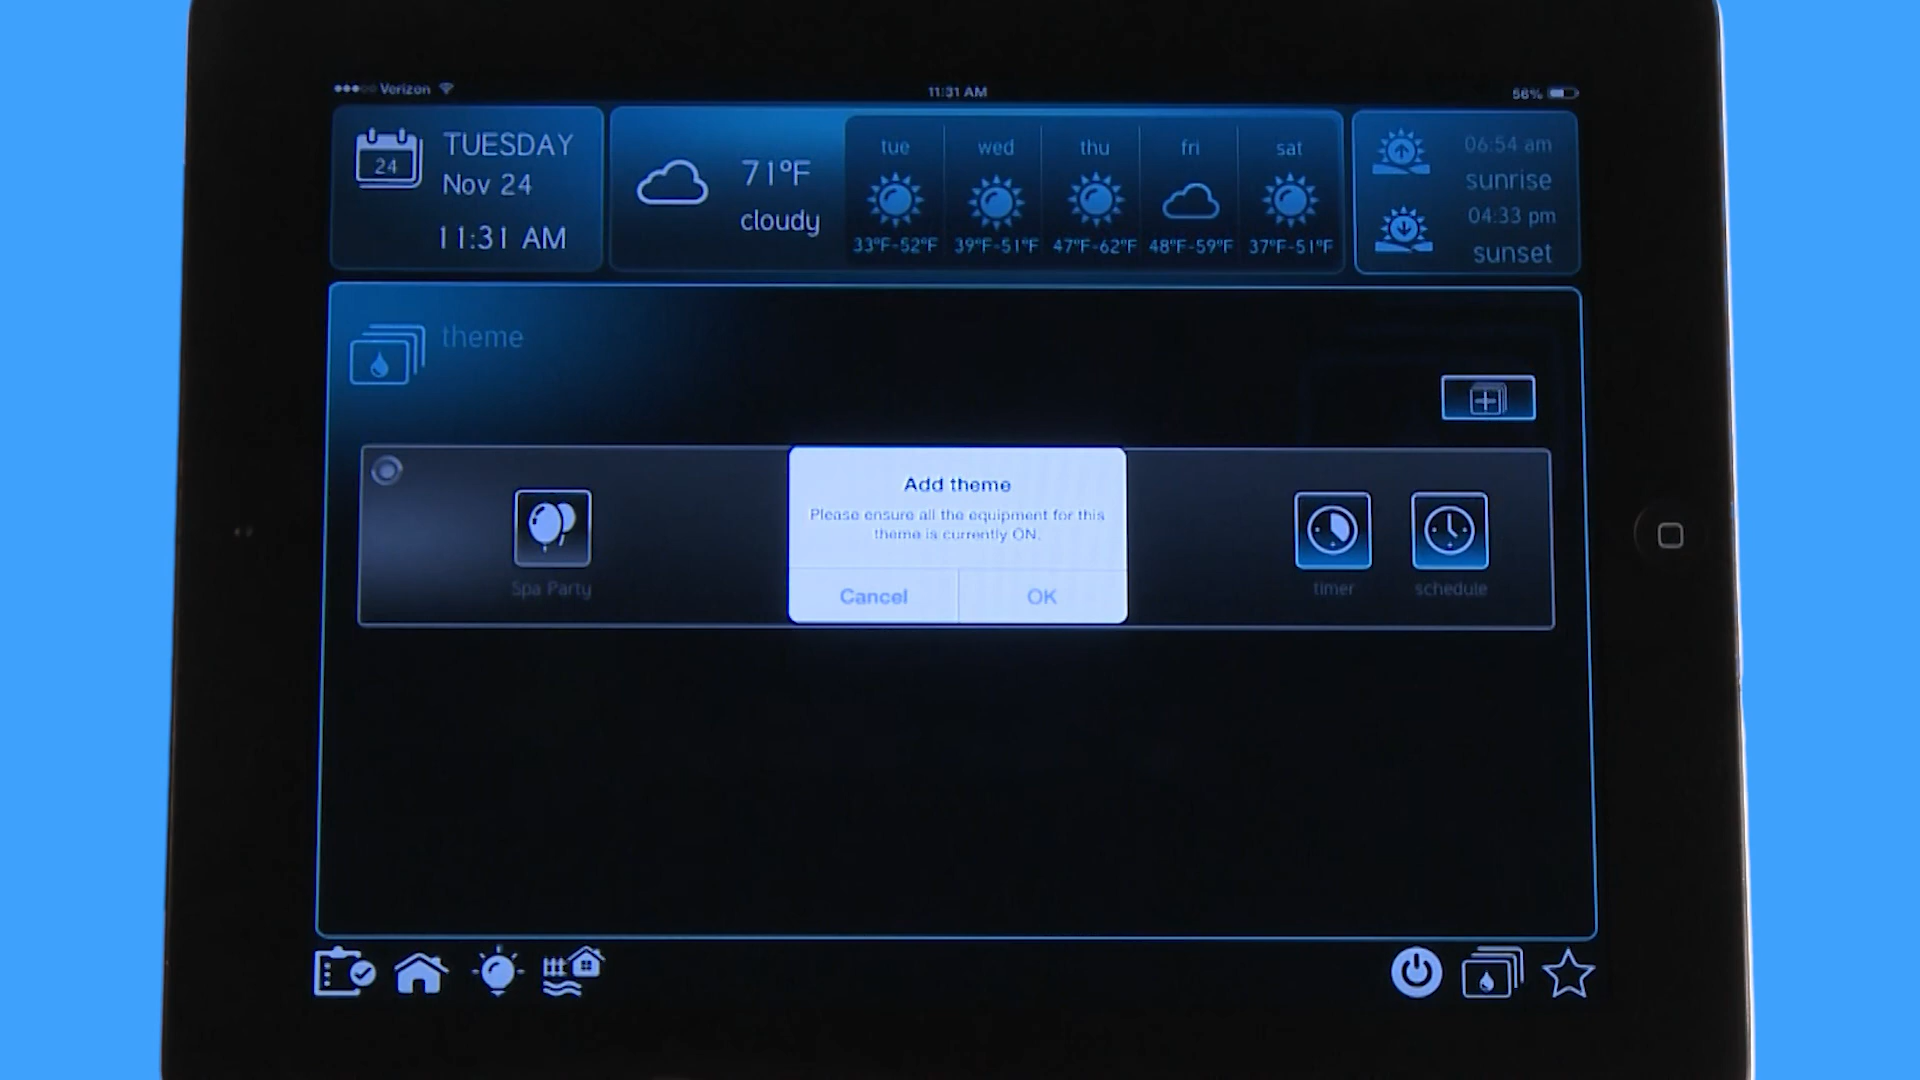 Verizon
11:31 AM
56%
24
TUESDAY
Nov 24
11:31 AM
71°F
cloudy
tue
wed
thu
fri
sat
33°F-52°F
39°F-51°F
47°F-62°F
48°F-59°F
37°F-51°F
06:54 am
sunrise
04:33 pm
sunset
theme
Spa Party
Add theme
Please ensure all the equipment for this
theme is currently ON.
Cancel
OK
timer
schedule